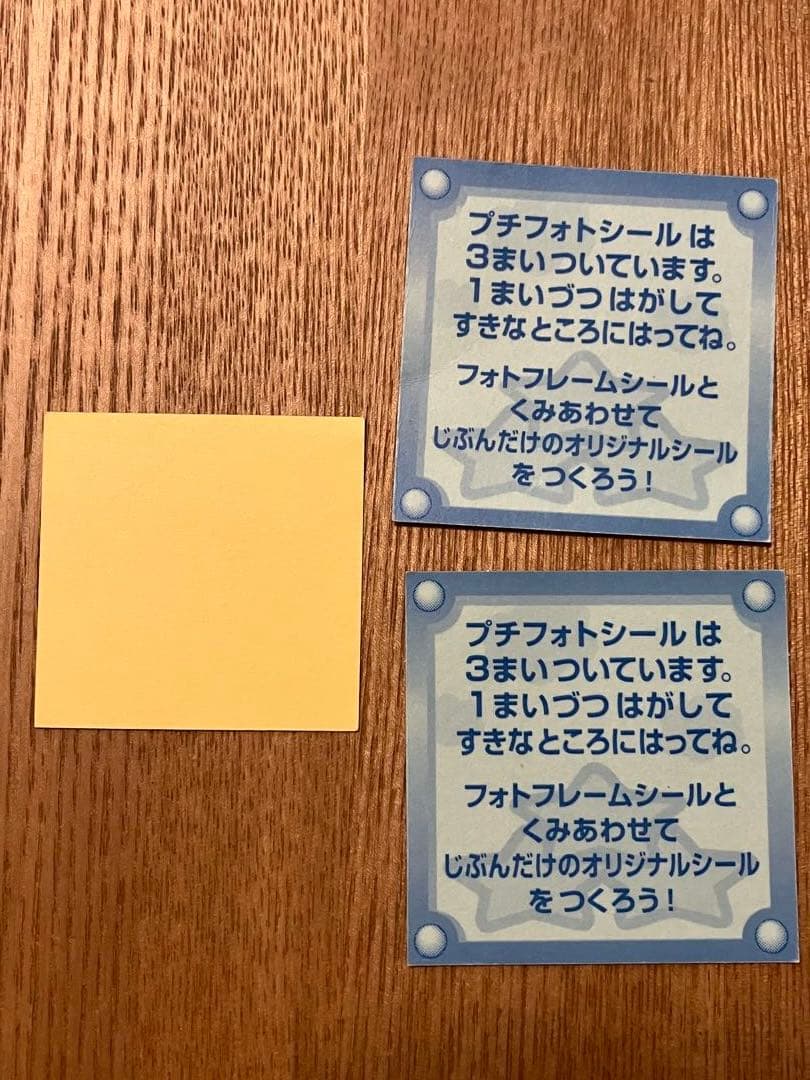 プチフォトシールは
3まいついています。
1まいづつはがして
すきなところにはってね。
フォトフレームシールと
くみあわせて
じぶんだけのオリジナルシール
をつくろう!
プチフォトシールは
3まいついています。
1まいづつはがして
すきなところにはってね。
フォトフレームシールと
くみあわせて
じぶんだけのオリジナルシール
をつくろう!